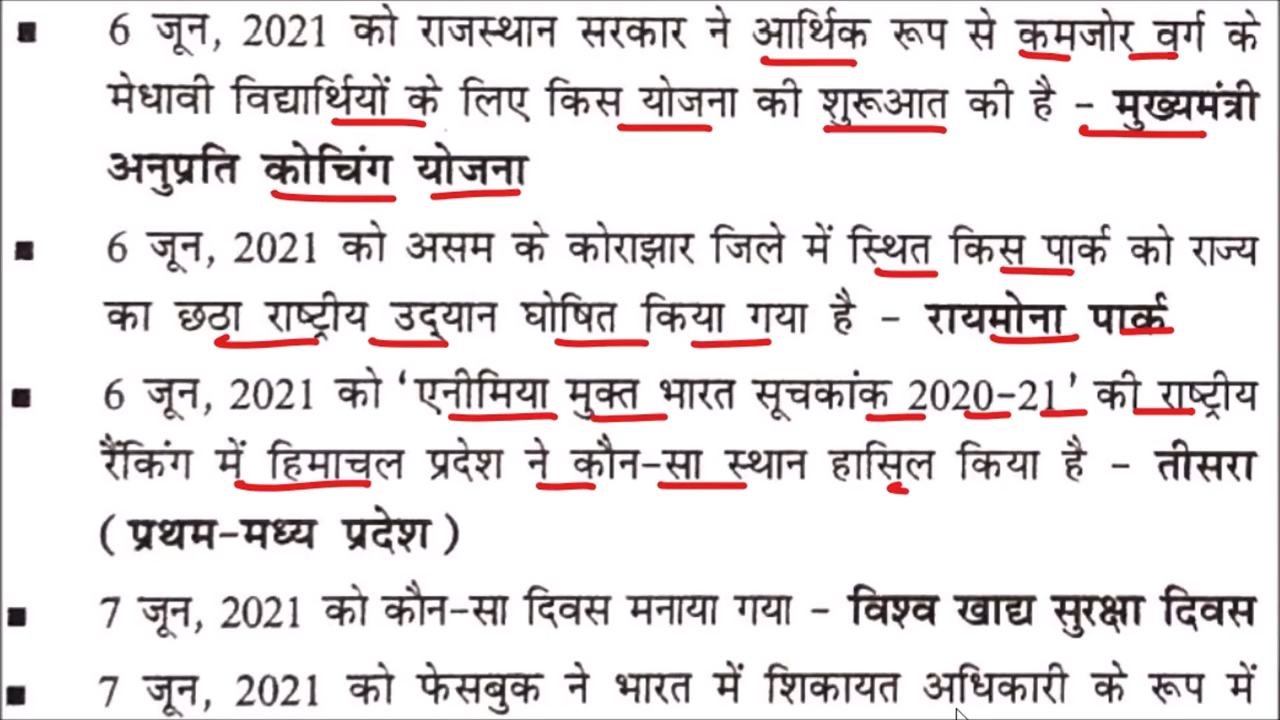 ▪ 6 जून, 2021 को राजस्थान सरकार ने आर्थिक रूप से कमजोर वर्ग के
मेधावी विद्यार्थियों के लिए किस योजना की शुरूआत की है - मुख्यमंत्री
अनुप्रति कोचिंग योजना
▪ 6 जून, 2021 को असम के कोराझार जिले में स्थित किस पार्क को राज्य
का छठा राष्ट्रीय उद्‌यान घोषित किया गया है - रायमोना पार्क
▪ 6 जून, 2021 को ‘एनीमिया मुक्त भारत सूचकांक 2020-21’ की राष्ट्रीय
रैंकिंग में हिमाचल प्रदेश ने कौन-सा स्थान हासिल किया है - तीसरा
( प्रथम-मध्य प्रदेश )
▪ 7 जून, 2021 को कौन-सा दिवस मनाया गया - विश्व खाद्य सुरक्षा दिवस
▪ 7 जून, 2021 को फेसबुक ने भारत में शिकायत अधिकारी के रूप में